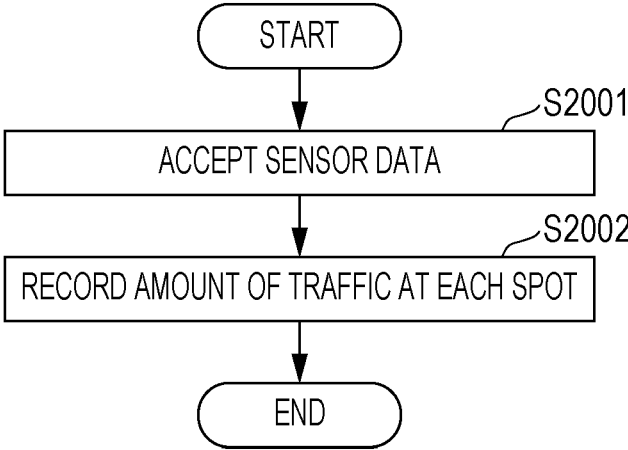 START
S2001
ACCEPT SENSOR DATA
S2002
RECORD AMOUNT OF TRAFFIC AT EACH SPOT
END